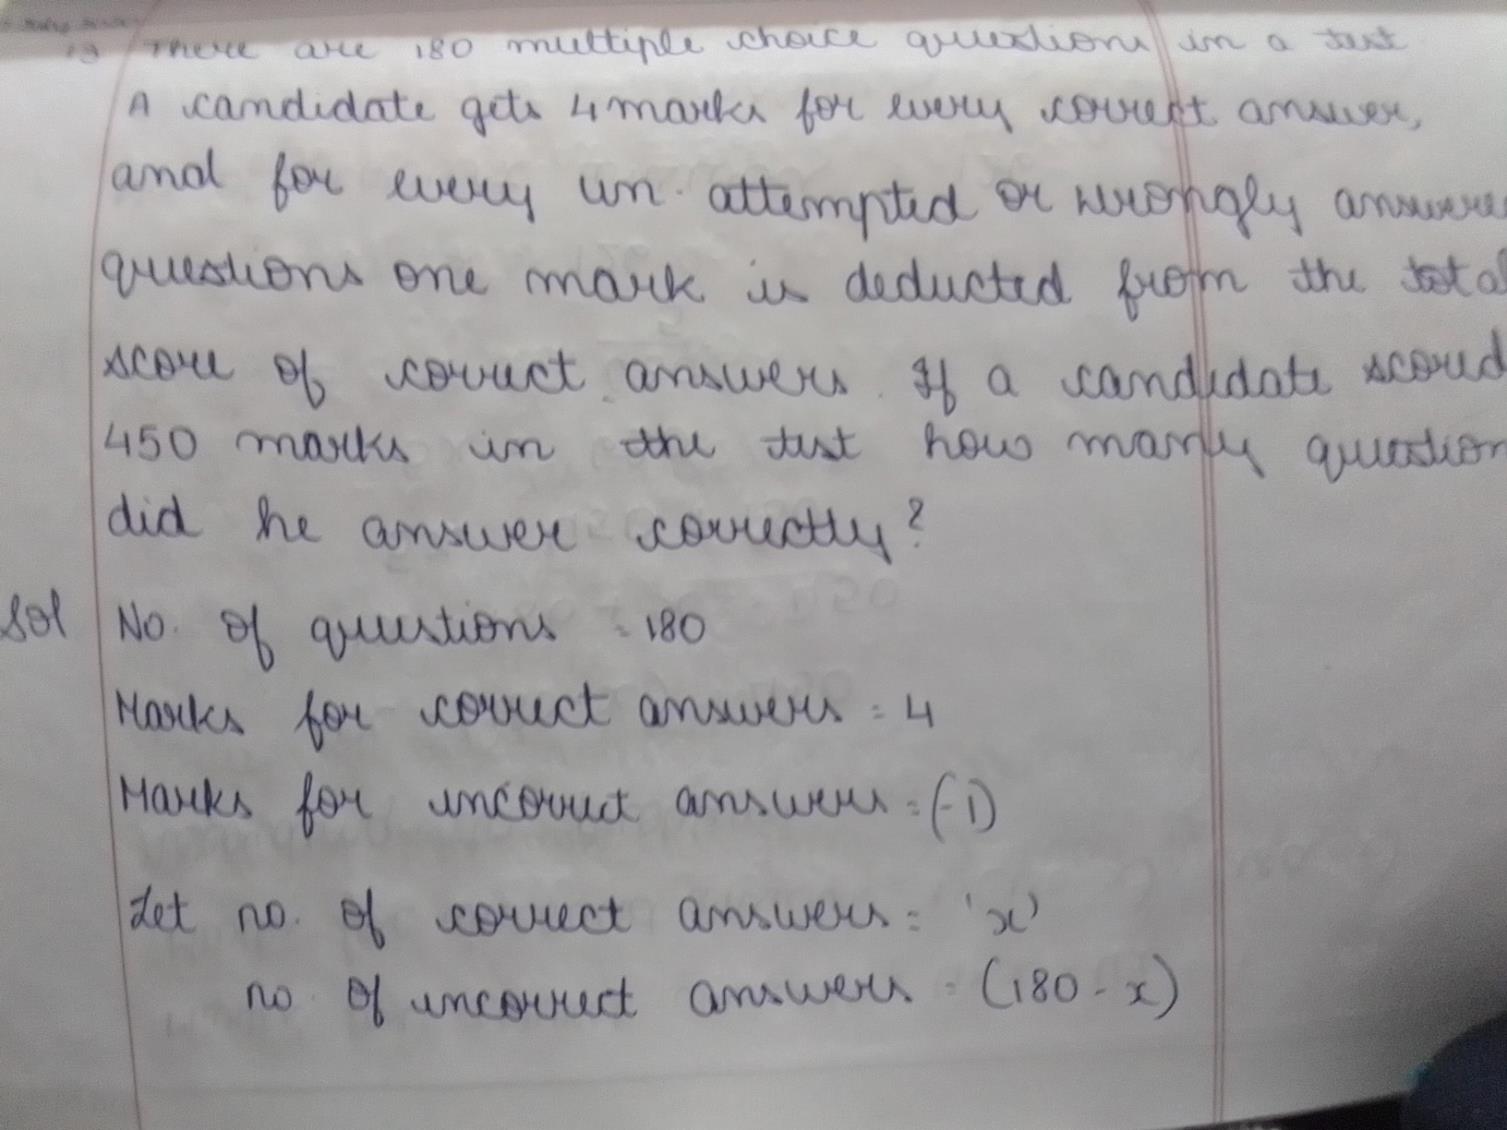 There are 180 multiple choice questions in a test
A candidate gets 4 marks for every correct answer,
and for every un-attempted or wrongly answere
questions one mark is deducted from the total
score of correct answers. If a candidate scored
450 marks in the test how many question
did he answer correctly?
Sol No. of questions = 180
Marks for correct answers = 4
Marks for incorrect answers = (-1)
Let no. of correct answers = 'x'
no. of incorrect answers = (180 - x)